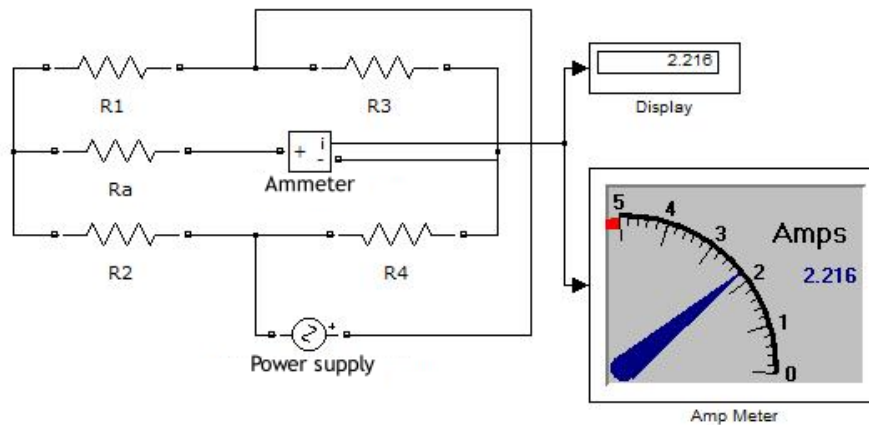 R1
R3
2.216
Display
+
i
-
Ra
Ammeter
R2
R4
+
Power supply
5
4
3
2
1
0
Amps
2.216
Amp Meter